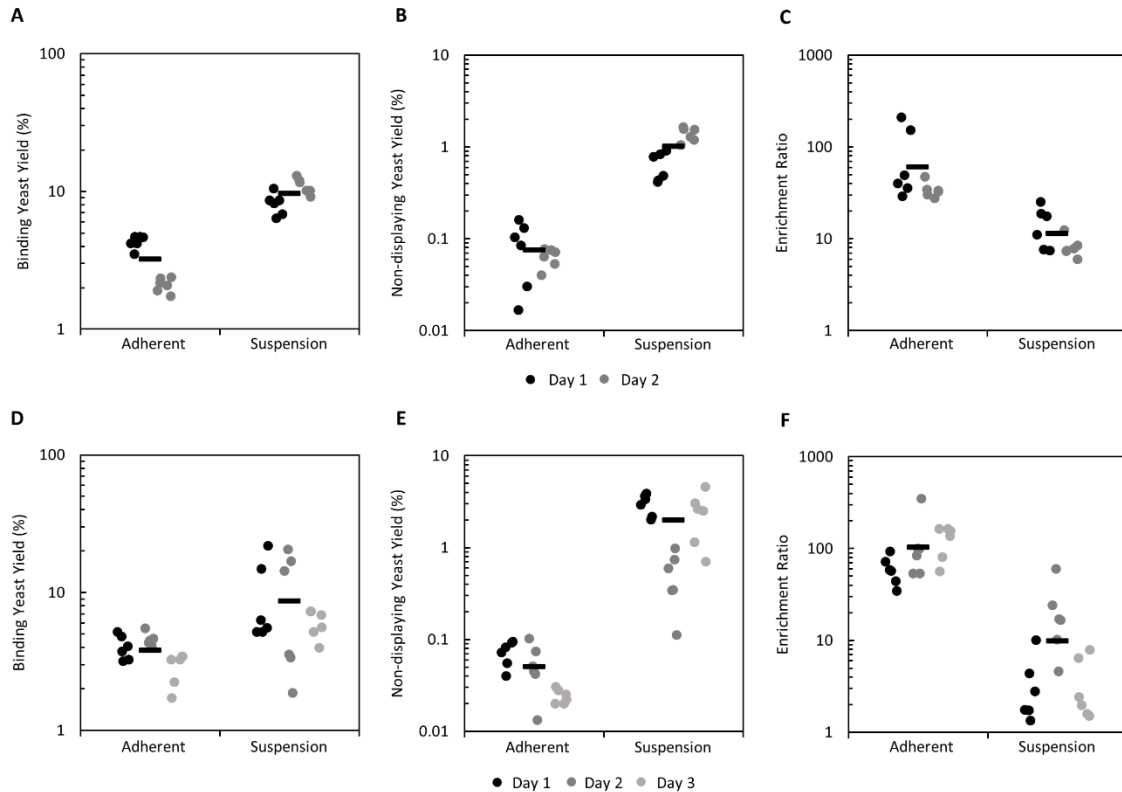 A
Binding Yeast Yield (%)
100
10
1
Adherent
Suspension
B
Non-displaying Yeast Yield (%)
10
1
0.1
0.01
Adherent
Suspension
C
Enrichment Ratio
1000
100
10
1
Adherent
Suspension
Day 1
Day 2
D
Binding Yeast Yield (%)
100
10
1
Adherent
Suspension
E
Non-displaying Yeast Yield (%)
10
1
0.1
0.01
Adherent
Suspension
F
Enrichment Ratio
1000
100
10
1
Adherent
Suspension
Day 1
Day 2
Day 3